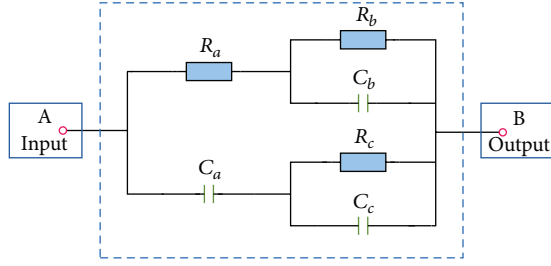 R_b
R_a
C_b
A
Input
B
Output
R_c
C_a
C_c